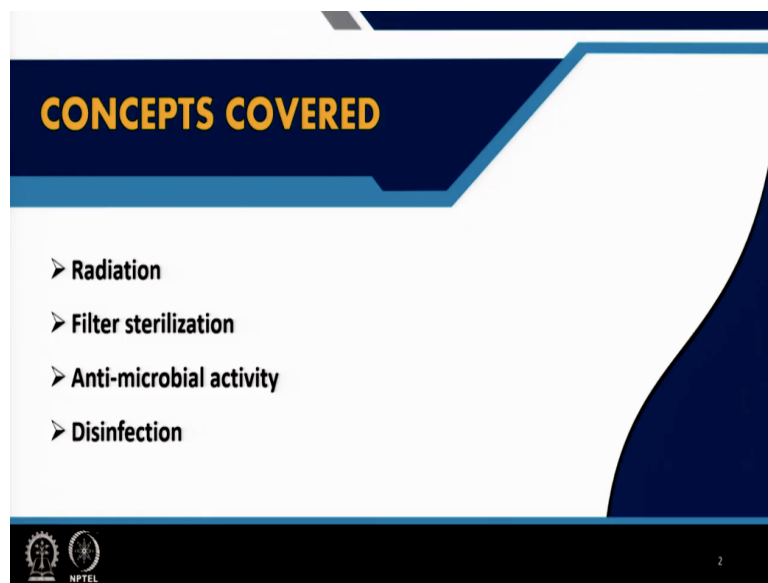 CONCEPTS COVERED
➢ Radiation
➢ Filter sterilization
➢ Anti-microbial activity
➢ Disinfection
NPTEL
2